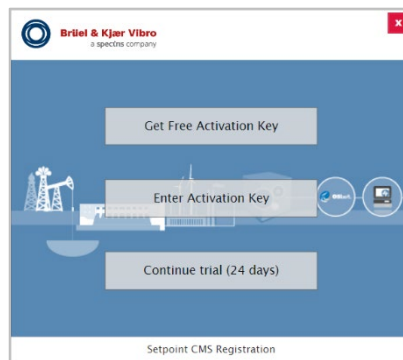 Brüel & Kjær Vibro
a spectris company
x
Get Free Activation Key
Enter Activation Key
Continue trial (24 days)
Setpoint CMS Registration